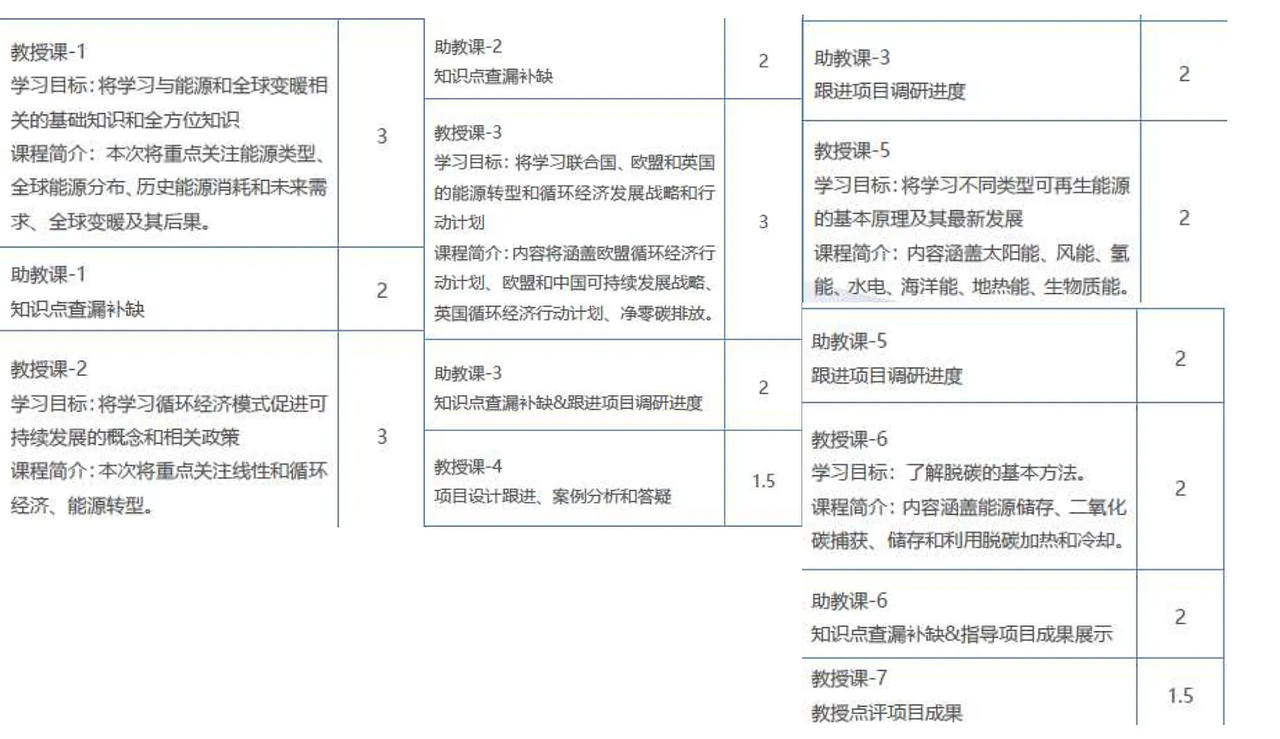 教授课-1
学习目标:将学习与能源和全球变暖相
关的基础知识和全方位知识
课程简介：本次将重点关注能源类型、
全球能源分布、历史能源消耗和未来需
求、全球变暖及其后果。
3
助教课-1
知识点查漏补缺
2
教授课-2
学习目标:将学习循环经济模式促进可
持续发展的概念和相关政策
课程简介:本次将重点关注线性和循环
经济、能源转型。
3
助教课-2
知识点查漏补缺
2
教授课-3
学习目标：将学习联合国、欧盟和英国
的能源转型和循环经济发展战略和行
动计划
课程简介:内容将涵盖欧盟循环经济行
动计划、欧盟和中国可持续发展战略、
英国循环经济行动计划、净零碳排放。
3
助教课-3
知识点查漏补缺&跟进项目调研进度
2
教授课-4
项目设计跟进、案例分析和答疑
1.5
助教课-3
跟进项目调研进度
2
教授课-5
学习目标:将学习不同类型可再生能源
的基本原理及其最新发展
课程简介：内容涵盖太阳能、风能、氢
能、水电、海洋能、地热能、生物质能。
2
助教课-5
跟进项目调研进度
2
教授课-6
学习目标：了解脱碳的基本方法。
课程简介：内容涵盖能源储存、二氧化
碳捕获、储存和利用脱碳加热和冷却。
2
助教课-6
知识点查漏补缺&指导项目成果展示
2
教授课-7
教授点评项目成果
1.5